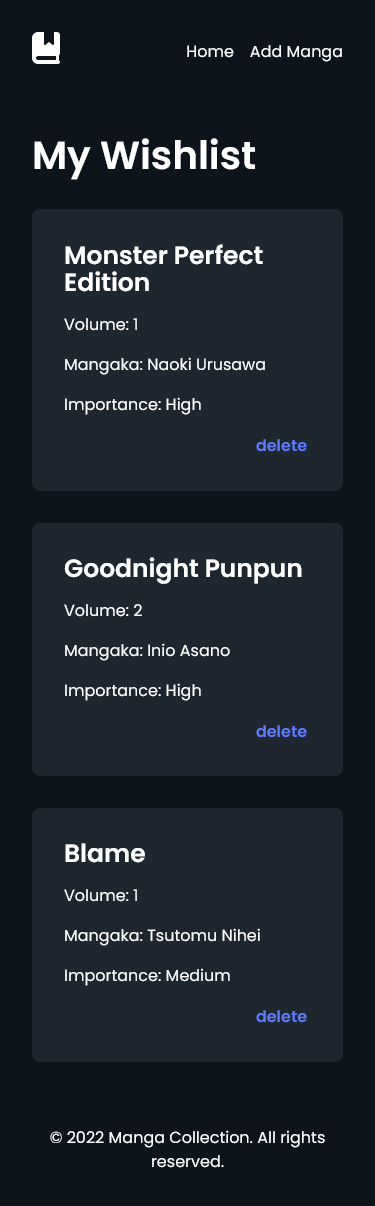 Home Add Manga
My Wishlist
Monster Perfect
Edition
Volume: 1
Mangaka: Naoki Urusawa
Importance: High
delete
Goodnight Punpun
Volume: 2
Mangaka: Inio Asano
Importance: High
delete
Blame
Volume: 1
Mangaka: Tsutomu Nihei
Importance: Medium
delete
© 2022 Manga Collection. All rights
reserved.